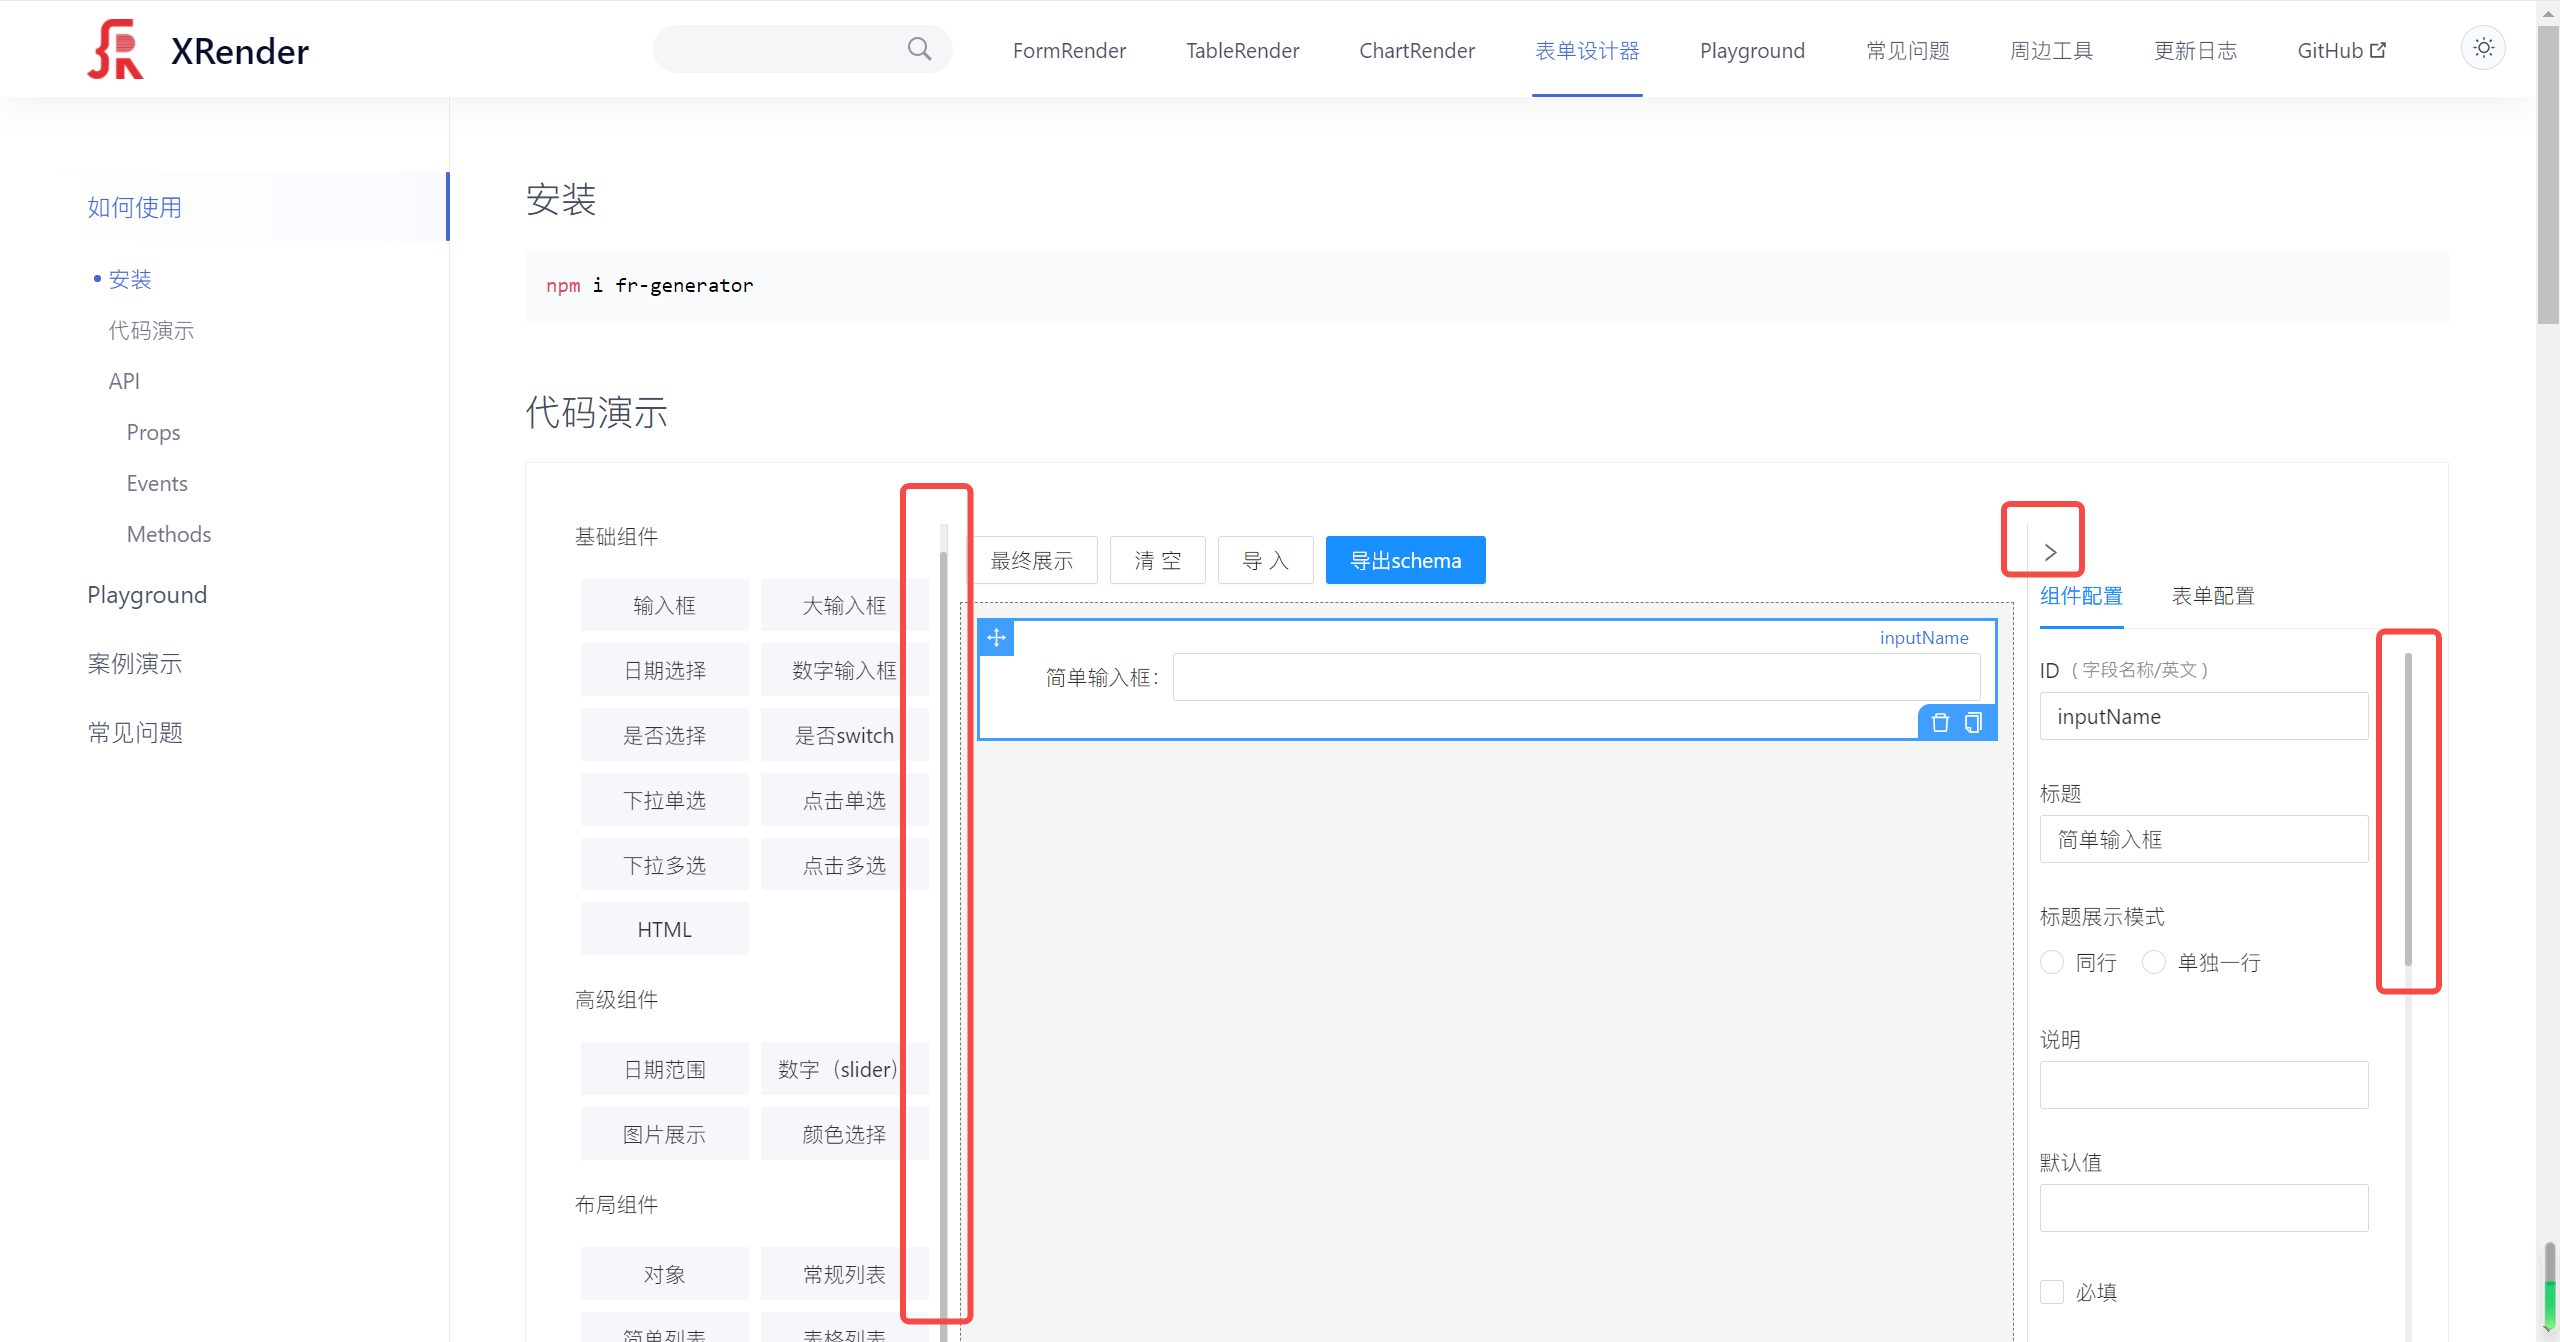 XRender
FormRender
TableRender
ChartRender
表单设计器
Playground
常见问题
周边工具
更新日志
GitHub
如何使用
安装
代码演示
API
Props
Events
Methods
Playground
案例演示
常见问题
安装
npm i fr-generator
代码演示
基础组件
输入框
大输入框
日期选择
数字输入框
是否选择
是否switch
下拉单选
点击单选
下拉多选
点击多选
HTML
高级组件
日期范围
数字（slider）
图片展示
颜色选择
布局组件
对象
常规列表
简单列表
表格列表
最终展示
清 空
导 入
导出schema
inputName
简单输入框：
组件配置
表单配置
ID （ 字段名称/英文 ）
inputName
标题
简单输入框
标题展示模式
同行
单独一行
说明
默认值
必填